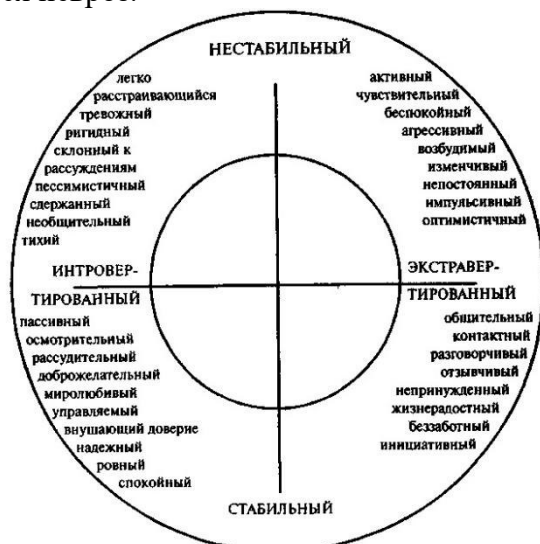 НЕСТАБИЛЬНЫЙ
легко
расстраивающийся
тревожный
ригидный
склонный к
рассуждениям
пессимистичный
сдержанный
необщительный
тихий
активный
чувствительный
беспокойный
агрессивный
возбудимый
изменчивый
непостоянный
импульсивный
оптимистичный
ИНТРОВЕР-
ТИРОВАННЫЙ
ЭКСТРАВЕР-
ТИРОВАННЫЙ
пассивный
осмотрительный
рассудительный
доброжелательный
миролюбивый
управляемый
внушающий доверие
надежный
ровный
спокойный
общительный
контактный
разговорчивый
отзывчивый
непринужденный
жизнерадостный
беззаботный
инициативный
СТАБИЛЬНЫЙ